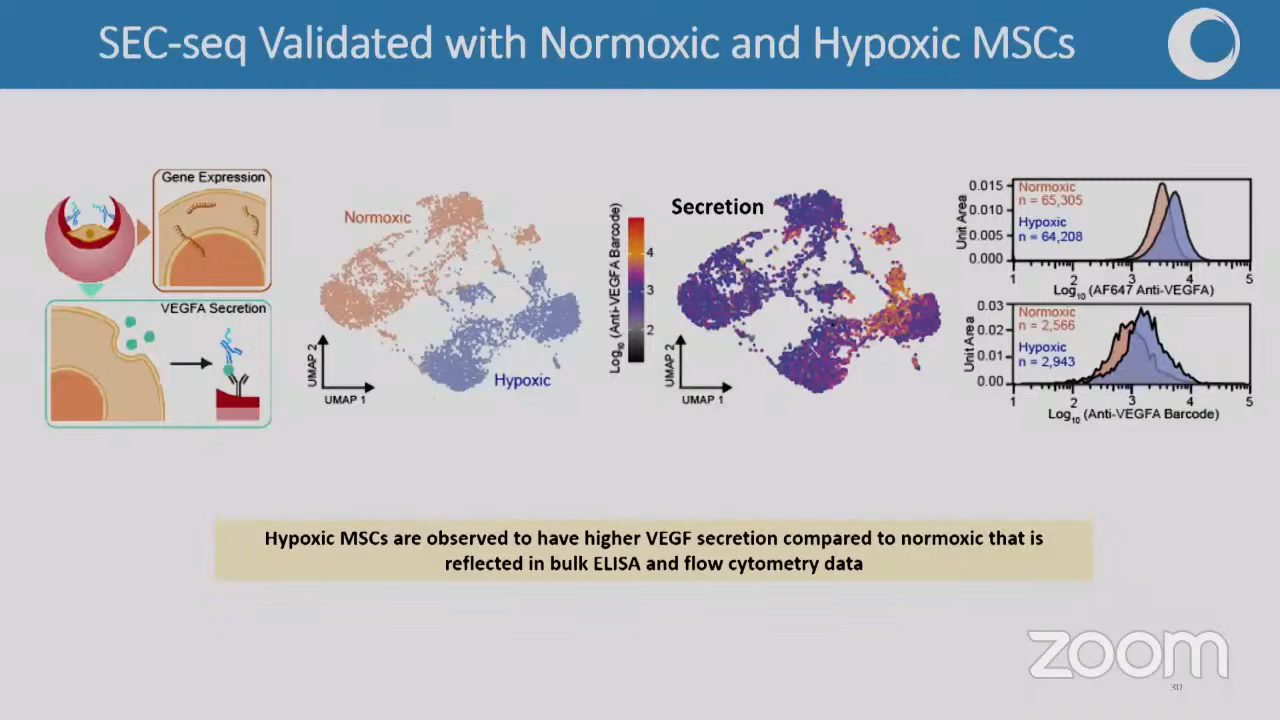 SEC-seq Validated with Normoxic and Hypoxic MSCs
Gene Expression
VEGFA Secretion
Normoxic
Hypoxic
UMAP 2
UMAP 1
Log10 (Anti-VEGFA Barcode)
4
3
2
Secretion
UMAP 2
UMAP 1
Unit Area
0.015
0.010
0.005
0.000
Normoxic
n = 65,305
Hypoxic
n = 64,208
1 2 3 4 5
Log10 (AF647 Anti-VEGFA)
Unit Area
0.03
0.02
0.01
0.00
Normoxic
n = 2,566
Hypoxic
n = 2,943
1 2 3 4 5
Log10 (Anti-VEGFA Barcode)
Hypoxic MSCs are observed to have higher VEGF secretion compared to normoxic that is
reflected in bulk ELISA and flow cytometry data
zoom
30